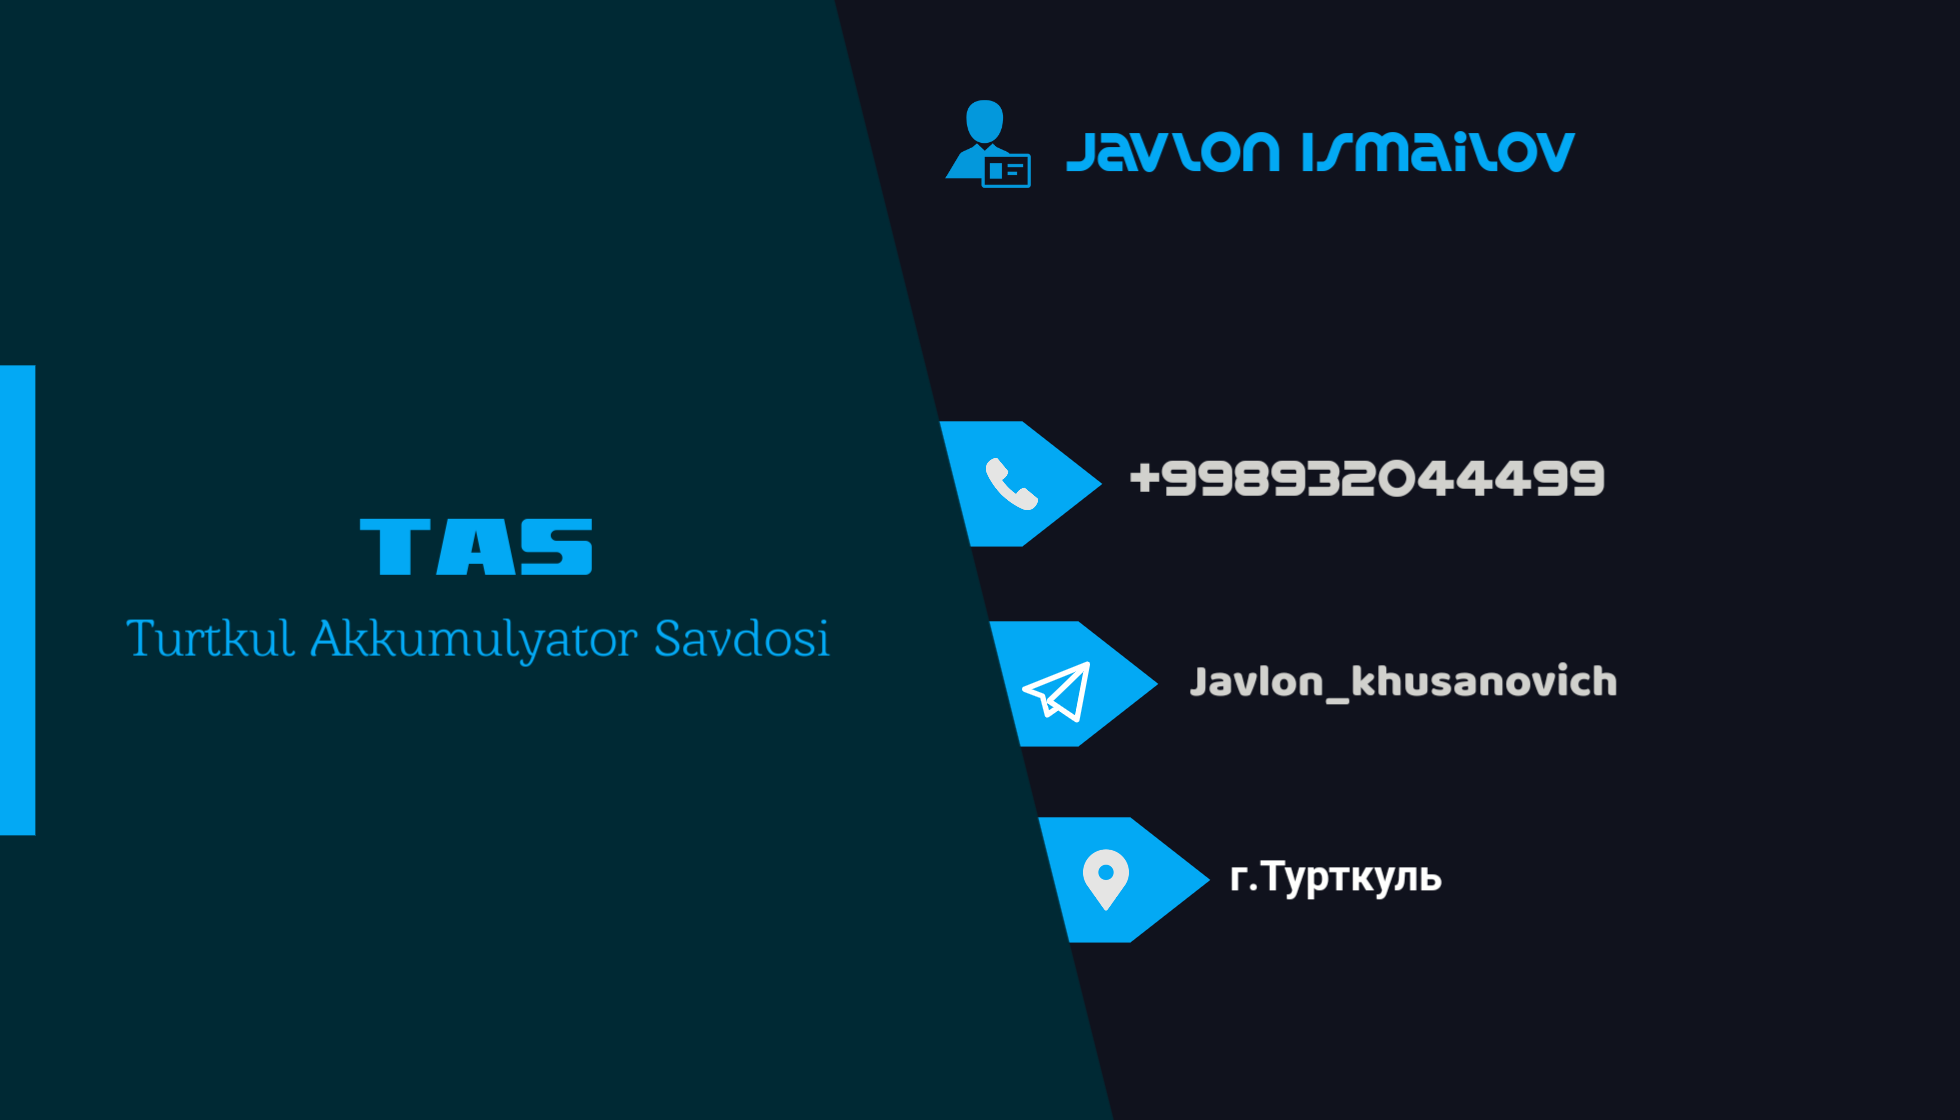 TAS
Turtkul Akkumulyator Savdosi
Javlon Ismailov
+998932044499
Javlon_khusanovich
г.Турткуль